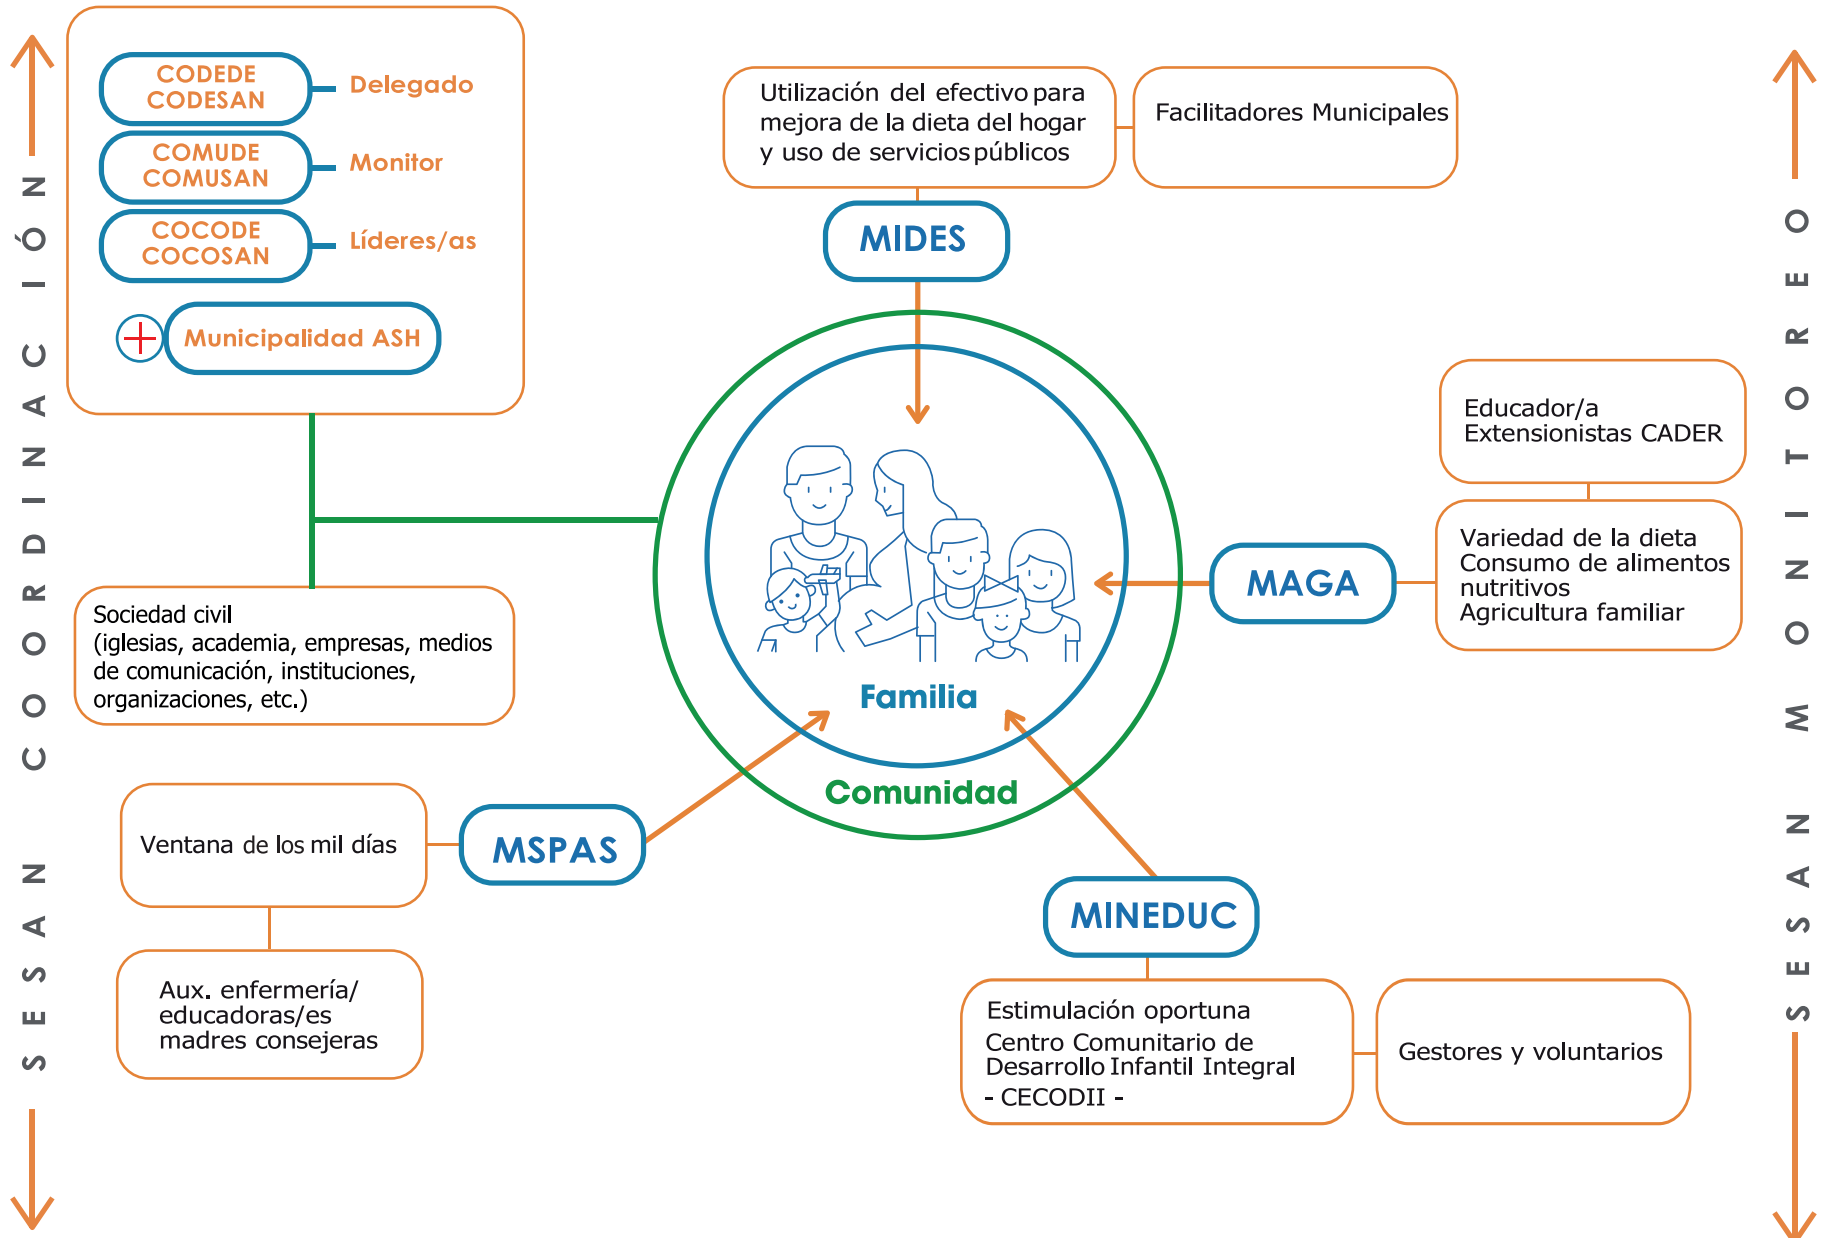 SESAN COORDINACIÓN
CODEDE
CODESAN
Delegado
COMUDE
COMUSAN
Monitor
COCODE
COCOSAN
Líderes/as
Municipalidad ASH
Sociedad civil
(iglesias, academia, empresas, medios
de comunicación, instituciones,
organizaciones, etc.)
Utilización del efectivo para
mejora de la dieta del hogar
y uso de servicios públicos
Facilitadores Municipales
MIDES
Educador/a
Extensionistas CADER
Variedad de la dieta
Consumo de alimentos
nutritivos
Agricultura familiar
MAGA
Familia
Comunidad
Ventana de los mil días
MSPAS
Aux. enfermería/
educadoras/es
madres consejeras
MINEDUC
Estimulación oportuna
Centro Comunitario de
Desarrollo Infantil Integral
- CECODII -
Gestores y voluntarios
SESAN MONITOREO